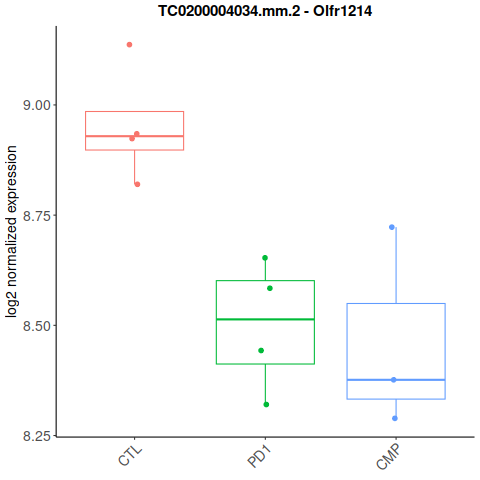 TC0200004034.mm.2 - Olfr1214
log2 normalized expression
9.00
8.75
8.50
8.25
CTL
PD1
CMP